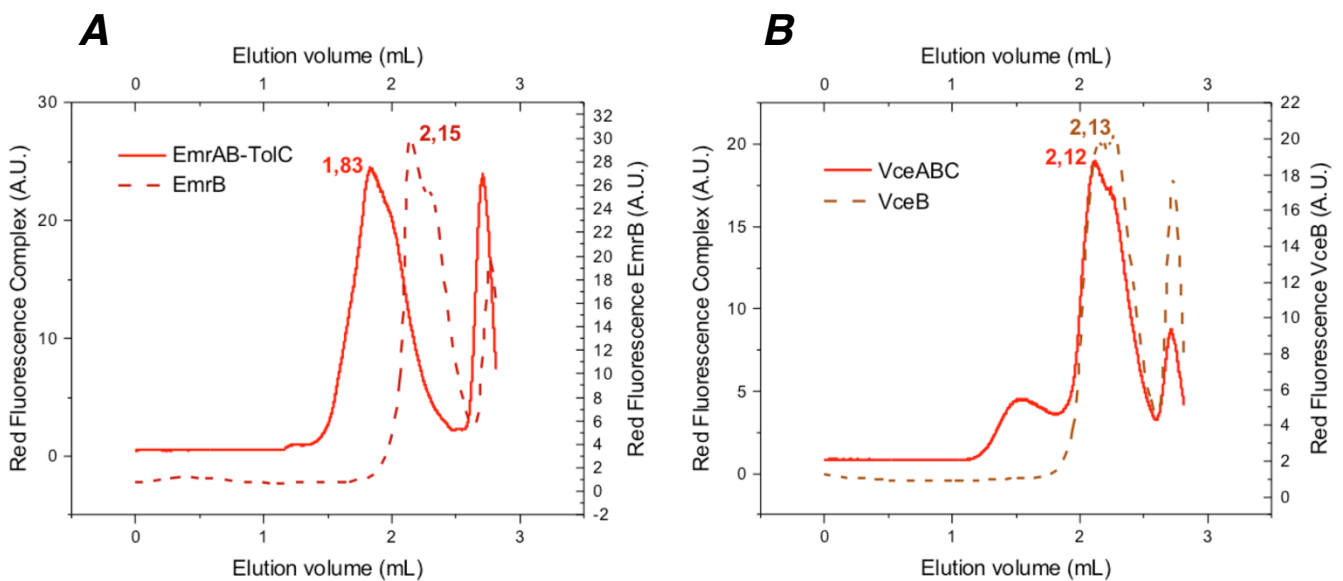 A
Elution volume (mL)
0 1 2 3
30
20
10
0
Red Fluorescence Complex (A.U.)
EmrAB-TolC
EmrB
1,83
2,15
32
30
28
26
24
22
20
18
16
14
12
10
8
6
4
2
0
-2
Red Fluorescence EmrB (A.U.)
0 1 2 3
Elution volume (mL)
B
Elution volume (mL)
0 1 2 3
20
15
10
5
0
Red Fluorescence Complex (A.U.)
VceABC
VceB
2,13
2,12
22
20
18
16
14
12
10
8
6
4
2
0
Red Fluorescence VceB (A.U.)
0 1 2 3
Elution volume (mL)